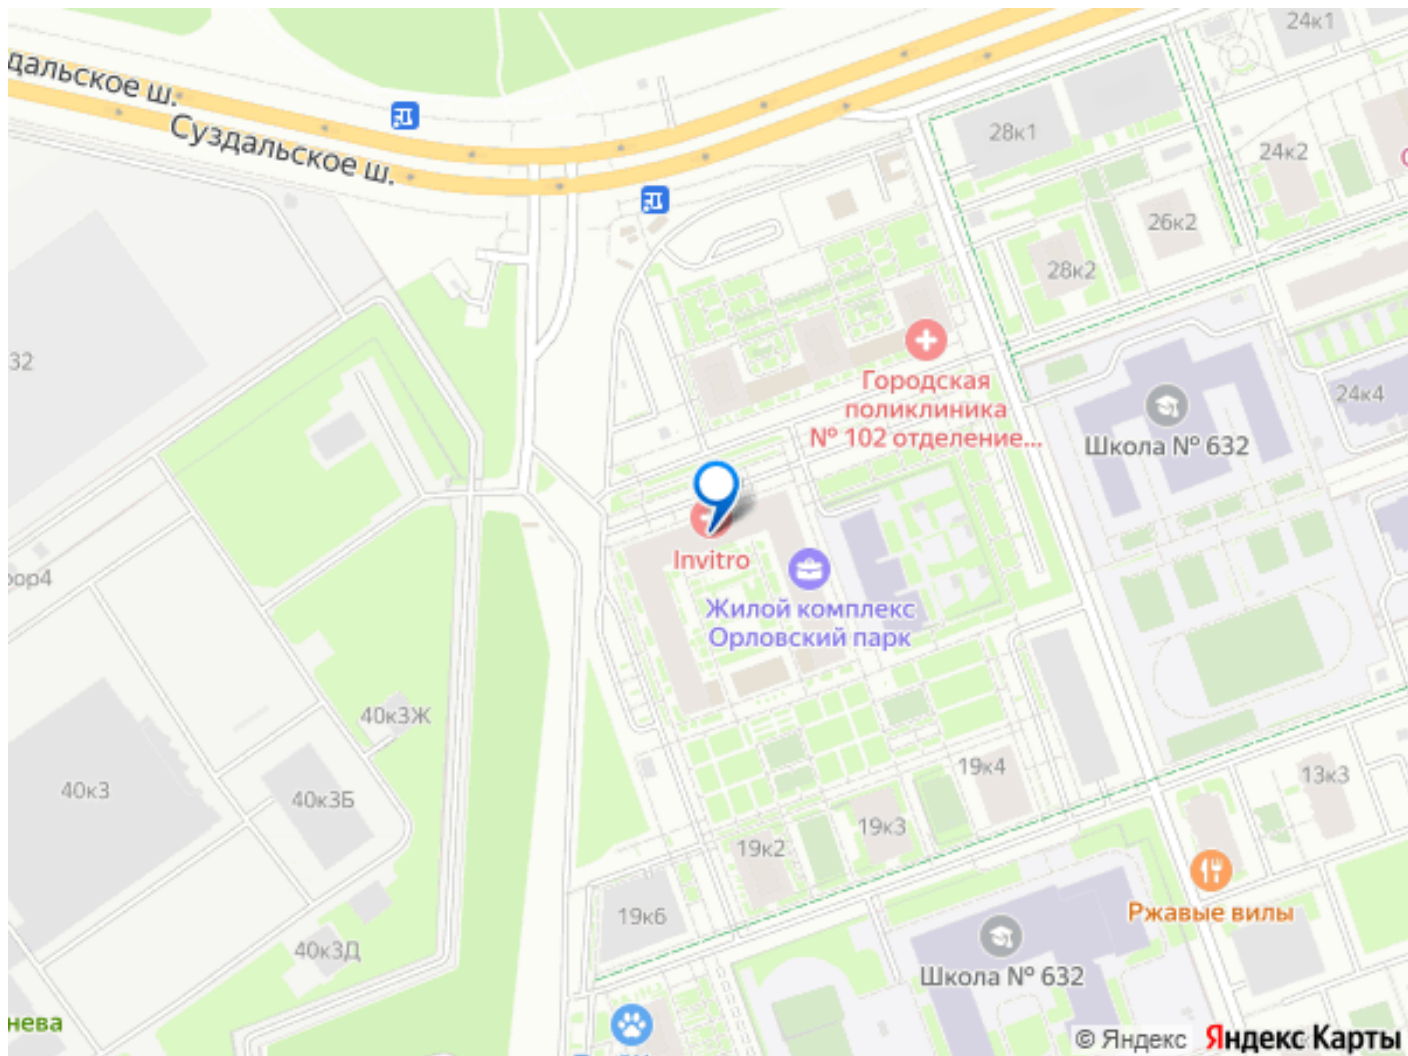 24к1
дальское ш.
Суздальское ш.
28к1
24к2
26к2
28к2
32
Городская
поликлиника
№ 102 отделение...
24к4
Школа № 632
Invitro
Жилой комплекс
Орловский парк
40к3Ж
40к3
40к3Б
19к4
13к3
19к3
19к2
19к6
Ржавые вилы
40к3Д
Школа № 632
нева
© Яндекс Яндекс Карты